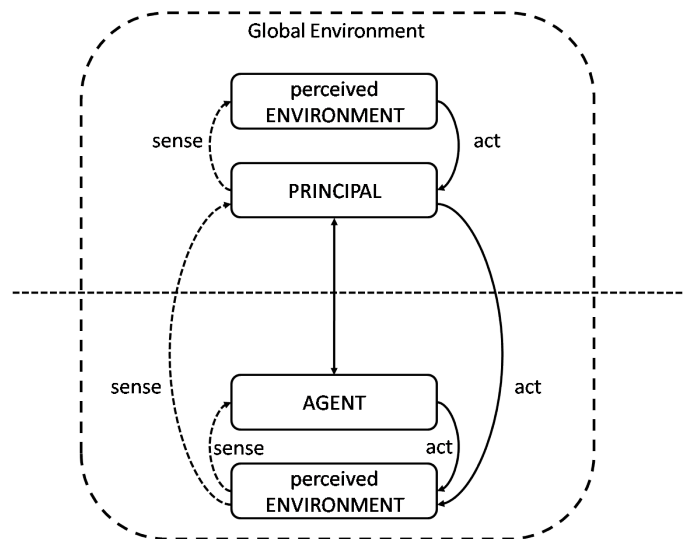 Global Environment
perceived
ENVIRONMENT
sense
act
PRINCIPAL
sense
act
AGENT
sense
act
perceived
ENVIRONMENT